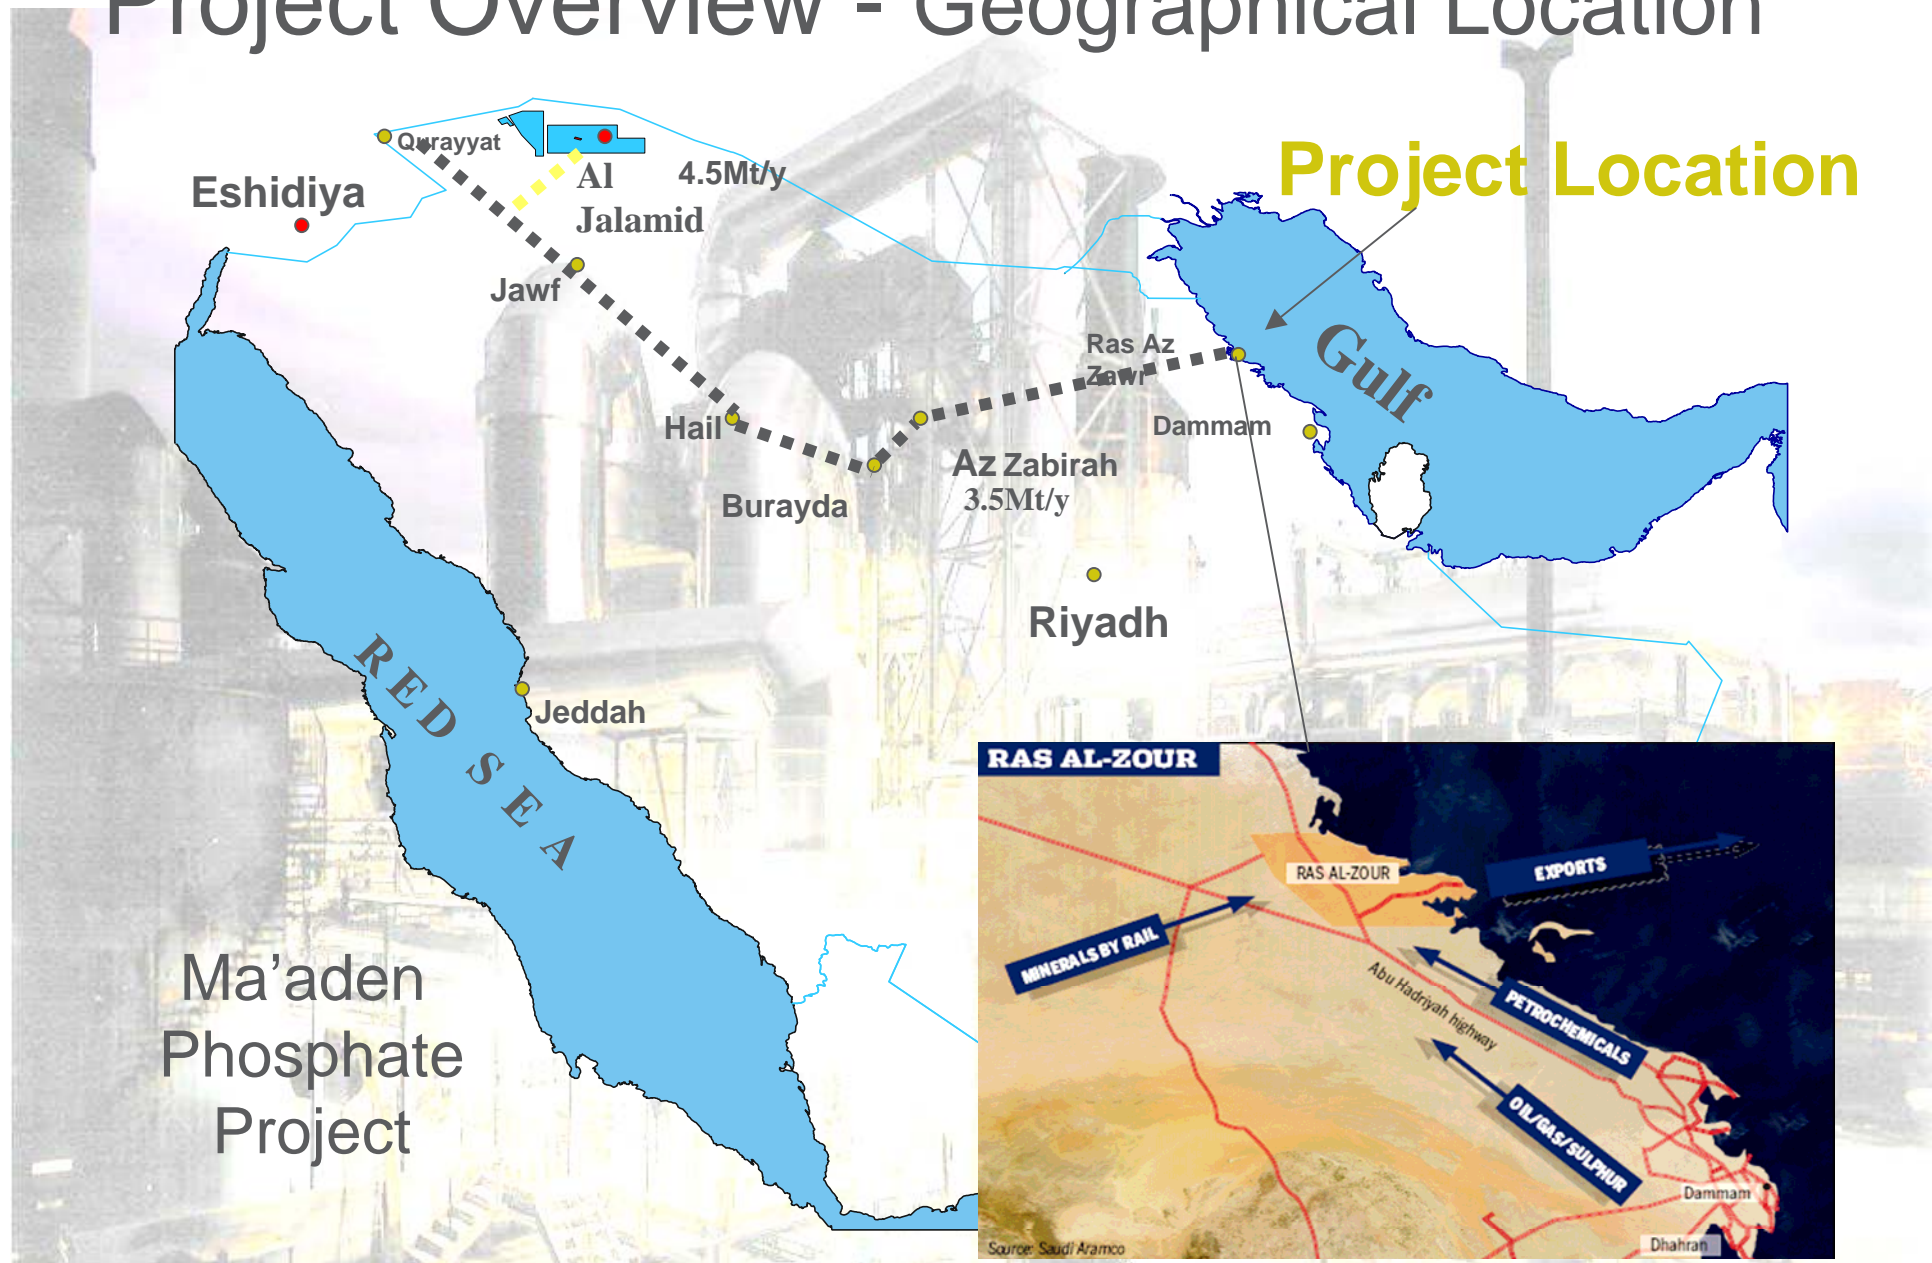 Project Overview - Geographical Location
Qurayyat
Eshidiya
Al
Jalamid
4.5Mt/y
Project Location
Jawf
Ras Az
Zawr
Gulf
Hail
Dammam
Az Zabirah
3.5Mt/y
Burayda
Riyadh
RED SEA
Jeddah
Ma’aden
Phosphate
Project
RAS AL-ZOUR
RAS AL-ZOUR
EXPORTS
MINERALS BY RAIL
Abu Hadriyah highway
PETROCHEMICALS
OIL/GAS/SULPHUR
Dammam
Dhahran
Source: Saudi Aramco